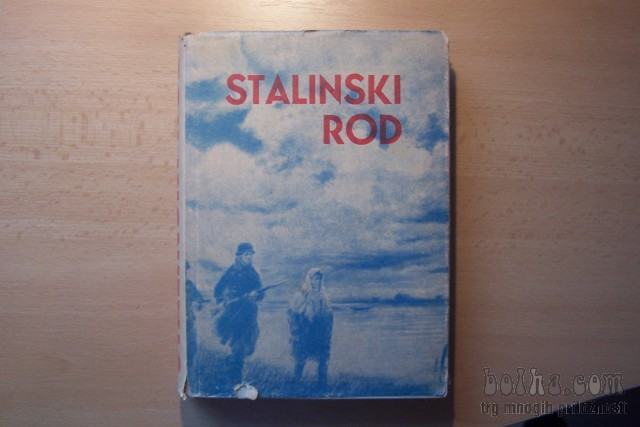 STALINSKI
ROD
bolha.com
trg mnogih priložnosti